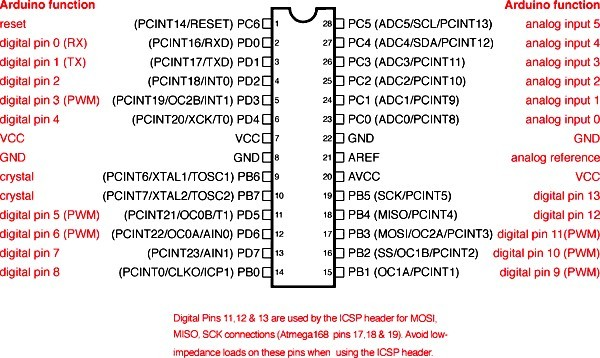 Arduino function Arduino function
reset (PCINT14/RESET) PC6 1 28 PC5 (ADC5/SCL/PCINT13) analog input 5
digital pin 0 (RX) (PCINT16/RXD) PD0 2 27 PC4 (ADC4/SDA/PCINT12) analog input 4
digital pin 1 (TX) (PCINT17/TXD) PD1 3 26 PC3 (ADC3/PCINT11) analog input 3
digital pin 2 (PCINT18/INT0) PD2 4 25 PC2 (ADC2/PCINT10) analog input 2
digital pin 3 (PWM) (PCINT19/OC2B/INT1) PD3 5 24 PC1 (ADC1/PCINT9) analog input 1
digital pin 4 (PCINT20/XCK/T0) PD4 6 23 PC0 (ADC0/PCINT8) analog input 0
VCC VCC 7 22 GND GND
GND GND 8 21 AREF analog reference
crystal (PCINT6/XTAL1/TOSC1) PB6 9 20 AVCC VCC
crystal (PCINT7/XTAL2/TOSC2) PB7 10 19 PB5 (SCK/PCINT5) digital pin 13
digital pin 5 (PWM) (PCINT21/OC0B/T1) PD5 11 18 PB4 (MISO/PCINT4) digital pin 12
digital pin 6 (PWM) (PCINT22/OC0A/AIN0) PD6 12 17 PB3 (MOSI/OC2A/PCINT3) digital pin 11(PWM)
digital pin 7 (PCINT23/AIN1) PD7 13 16 PB2 (SS/OC1B/PCINT2) digital pin 10 (PWM)
digital pin 8 (PCINT0/CLKO/ICP1) PB0 14 15 PB1 (OC1A/PCINT1) digital pin 9 (PWM)
Digital Pins 11,12 & 13 are used by the ICSP header for MOSI,
MISO, SCK connections (Atmega168 pins 17,18 & 19). Avoid low-
impedance loads on these pins when using the ICSP header.